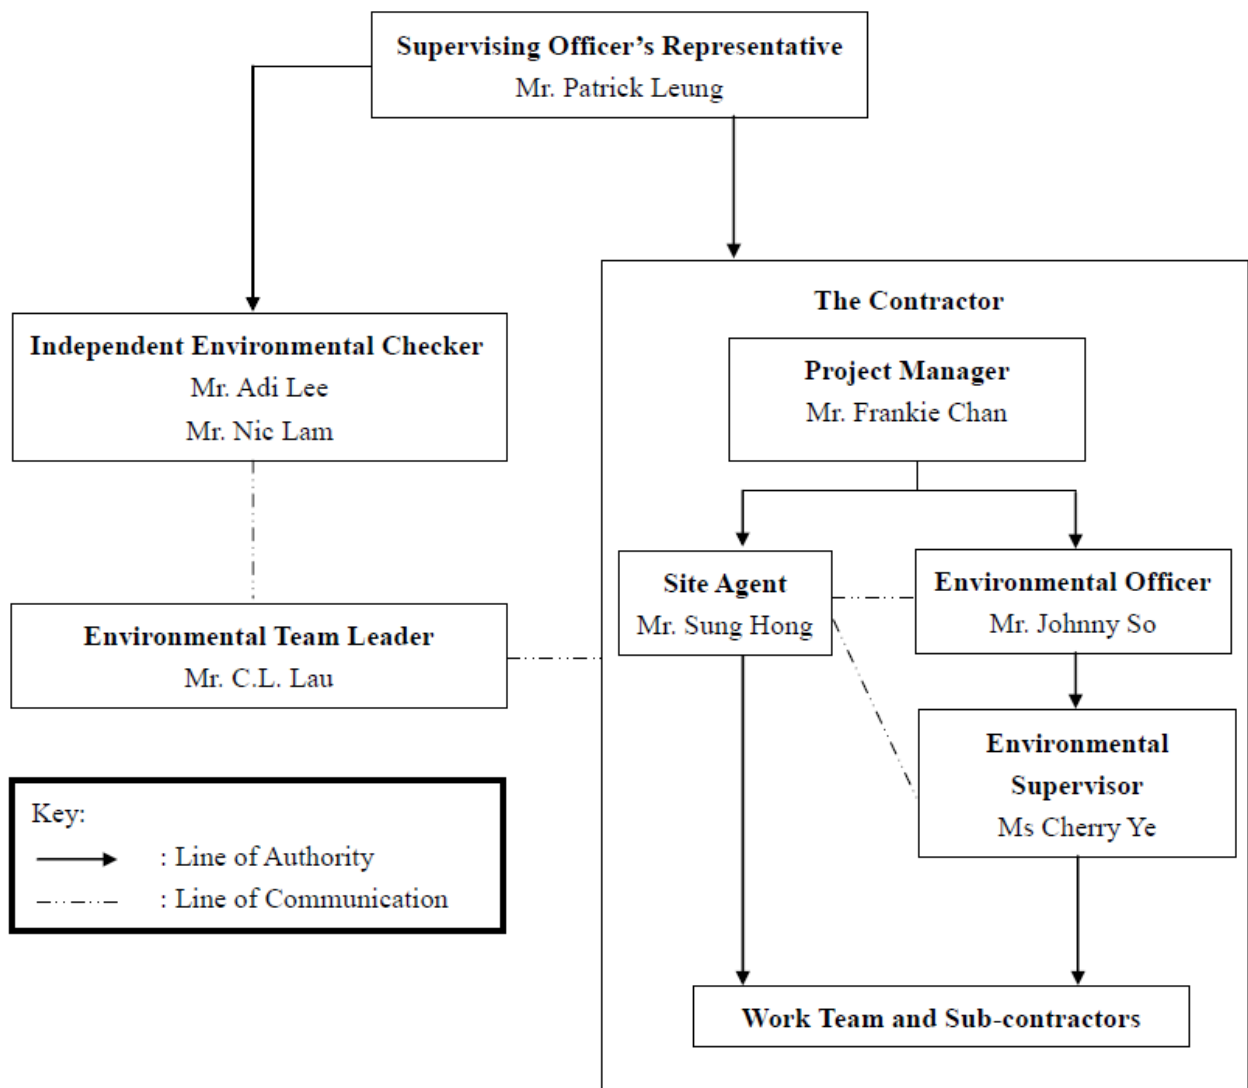 Supervising Officer’s Representative
Mr. Patrick Leung
The Contractor
Independent Environmental Checker
Mr. Adi Lee
Mr. Nic Lam
Project Manager
Mr. Frankie Chan
Site Agent
Mr. Sung Hong
Environmental Officer
Mr. Johnny So
Environmental Team Leader
Mr. C.L. Lau
Environmental
Supervisor
Ms Cherry Ye
Key:
: Line of Authority
: Line of Communication
Work Team and Sub-contractors